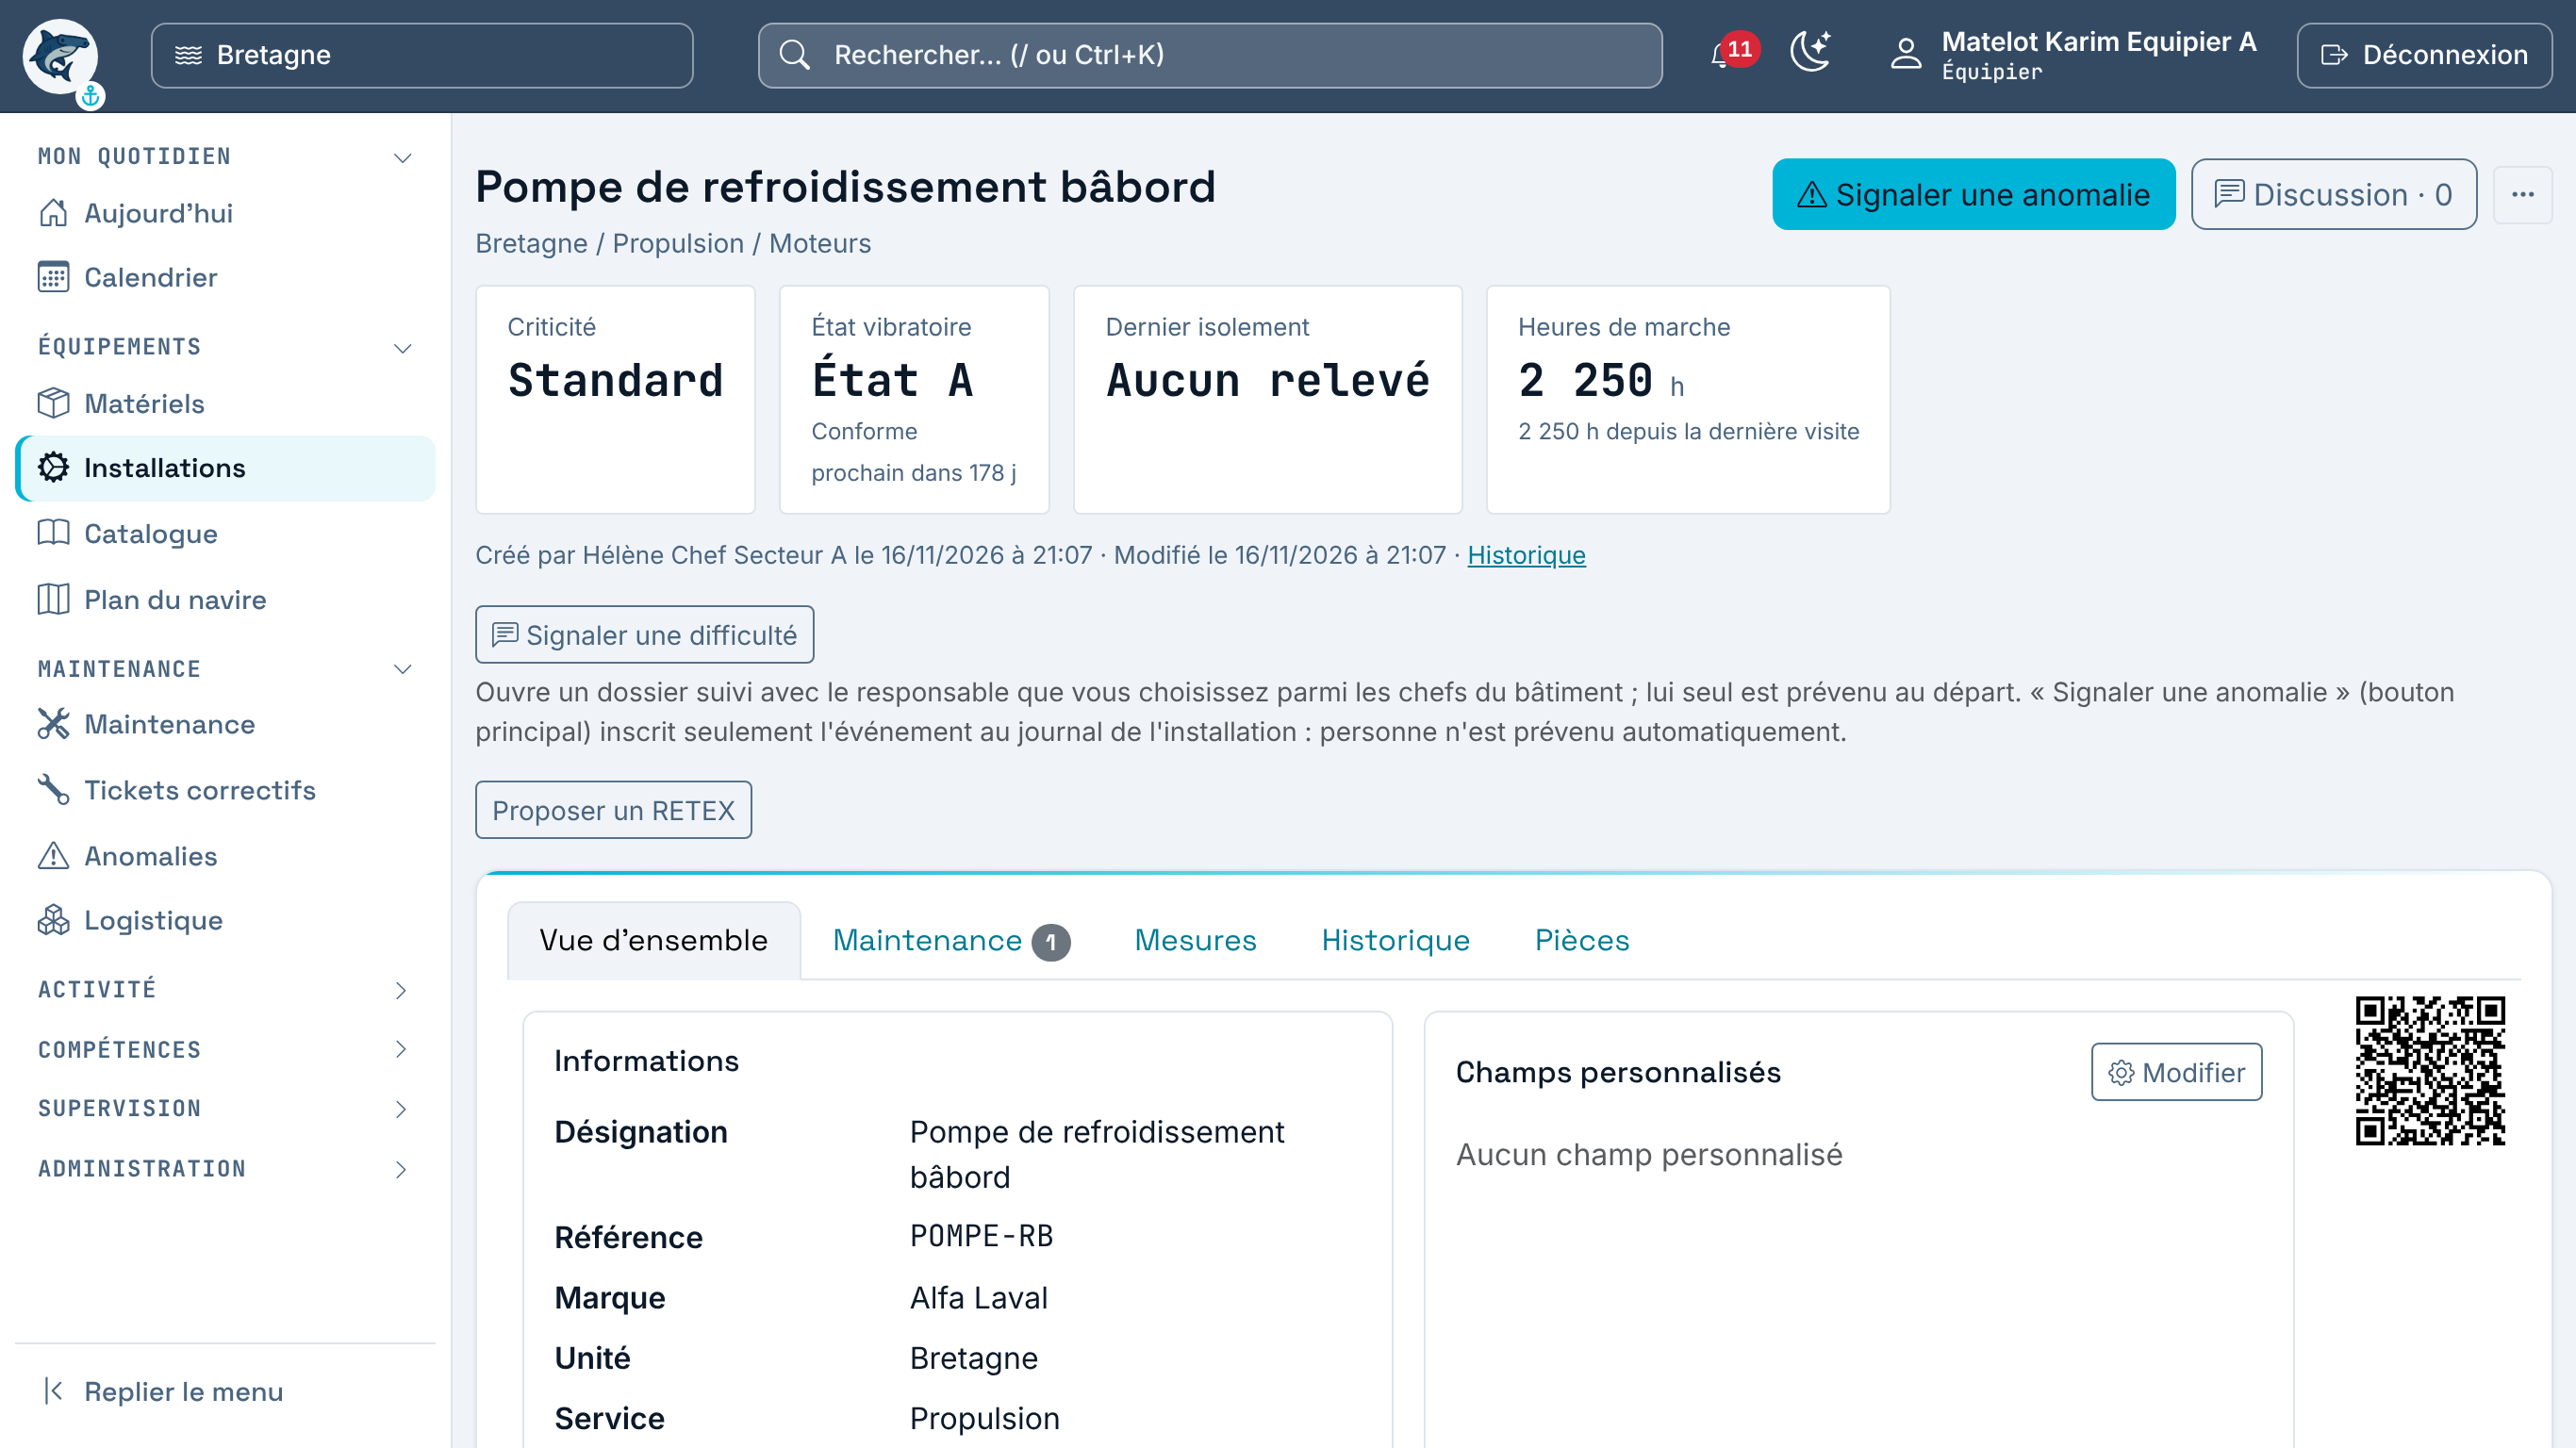 Bretagne
Rechercher... (/ ou Ctrl+K)
11
Matelot Karim Equipier A
Équipier
Déconnexion
MON QUOTIDIEN
Aujourd'hui
Calendrier
ÉQUIPEMENTS
Matériels
Installations
Catalogue
Plan du navire
MAINTENANCE
Maintenance
Tickets correctifs
Anomalies
Logistique
ACTIVITÉ
COMPÉTENCES
SUPERVISION
ADMINISTRATION
Replier le menu
Pompe de refroidissement bâbord
Bretagne / Propulsion / Moteurs
Signaler une anomalie
Discussion · 0
Criticité
Standard
État vibratoire
État A
Conforme
prochain dans 178 j
Dernier isolement
Aucun relevé
Heures de marche
2 250 h
2 250 h depuis la dernière visite
Créé par Hélène Chef Secteur A le 16/11/2026 à 21:07 · Modifié le 16/11/2026 à 21:07 · Historique
Signaler une difficulté
Ouvre un dossier suivi avec le responsable que vous choisissez parmi les chefs du bâtiment ; lui seul est prévenu au départ. « Signaler une anomalie » (bouton
principal) inscrit seulement l'événement au journal de l'installation : personne n'est prévenu automatiquement.
Proposer un RETEX
Vue d'ensemble
Maintenance 1
Mesures
Historique
Pièces
Informations
Désignation
Pompe de refroidissement
bâbord
Référence
POMPE-RB
Marque
Alfa Laval
Unité
Bretagne
Service
Propulsion
Champs personnalisés
Modifier
Aucun champ personnalisé